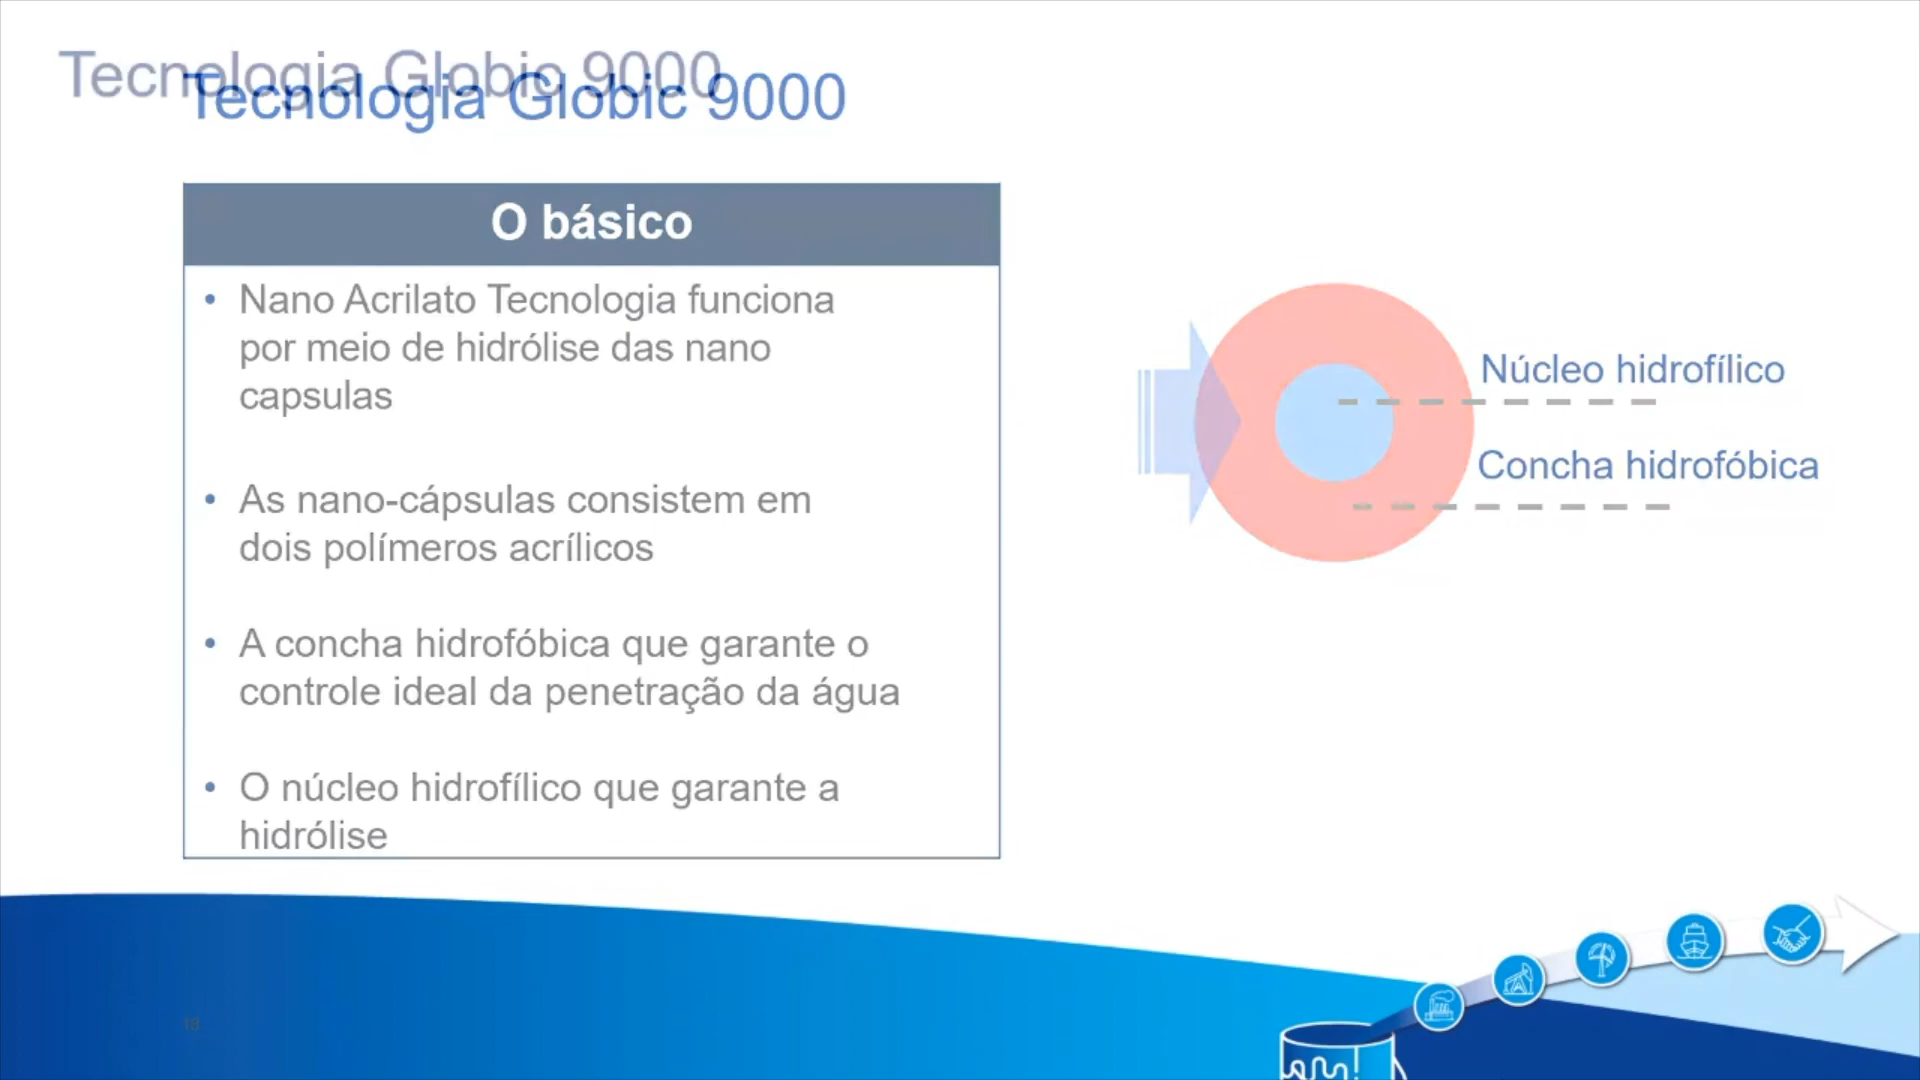 Tecnologia Globic 9000
Tecnologia Globic 9000
O básico
• Nano Acrilato Tecnologia funciona
por meio de hidrólise das nano
capsulas
• As nano-cápsulas consistem em
dois polímeros acrílicos
• A concha hidrofóbica que garante o
controle ideal da penetração da água
• O núcleo hidrofílico que garante a
hidrólise
Núcleo hidrofílico
Concha hidrofóbica